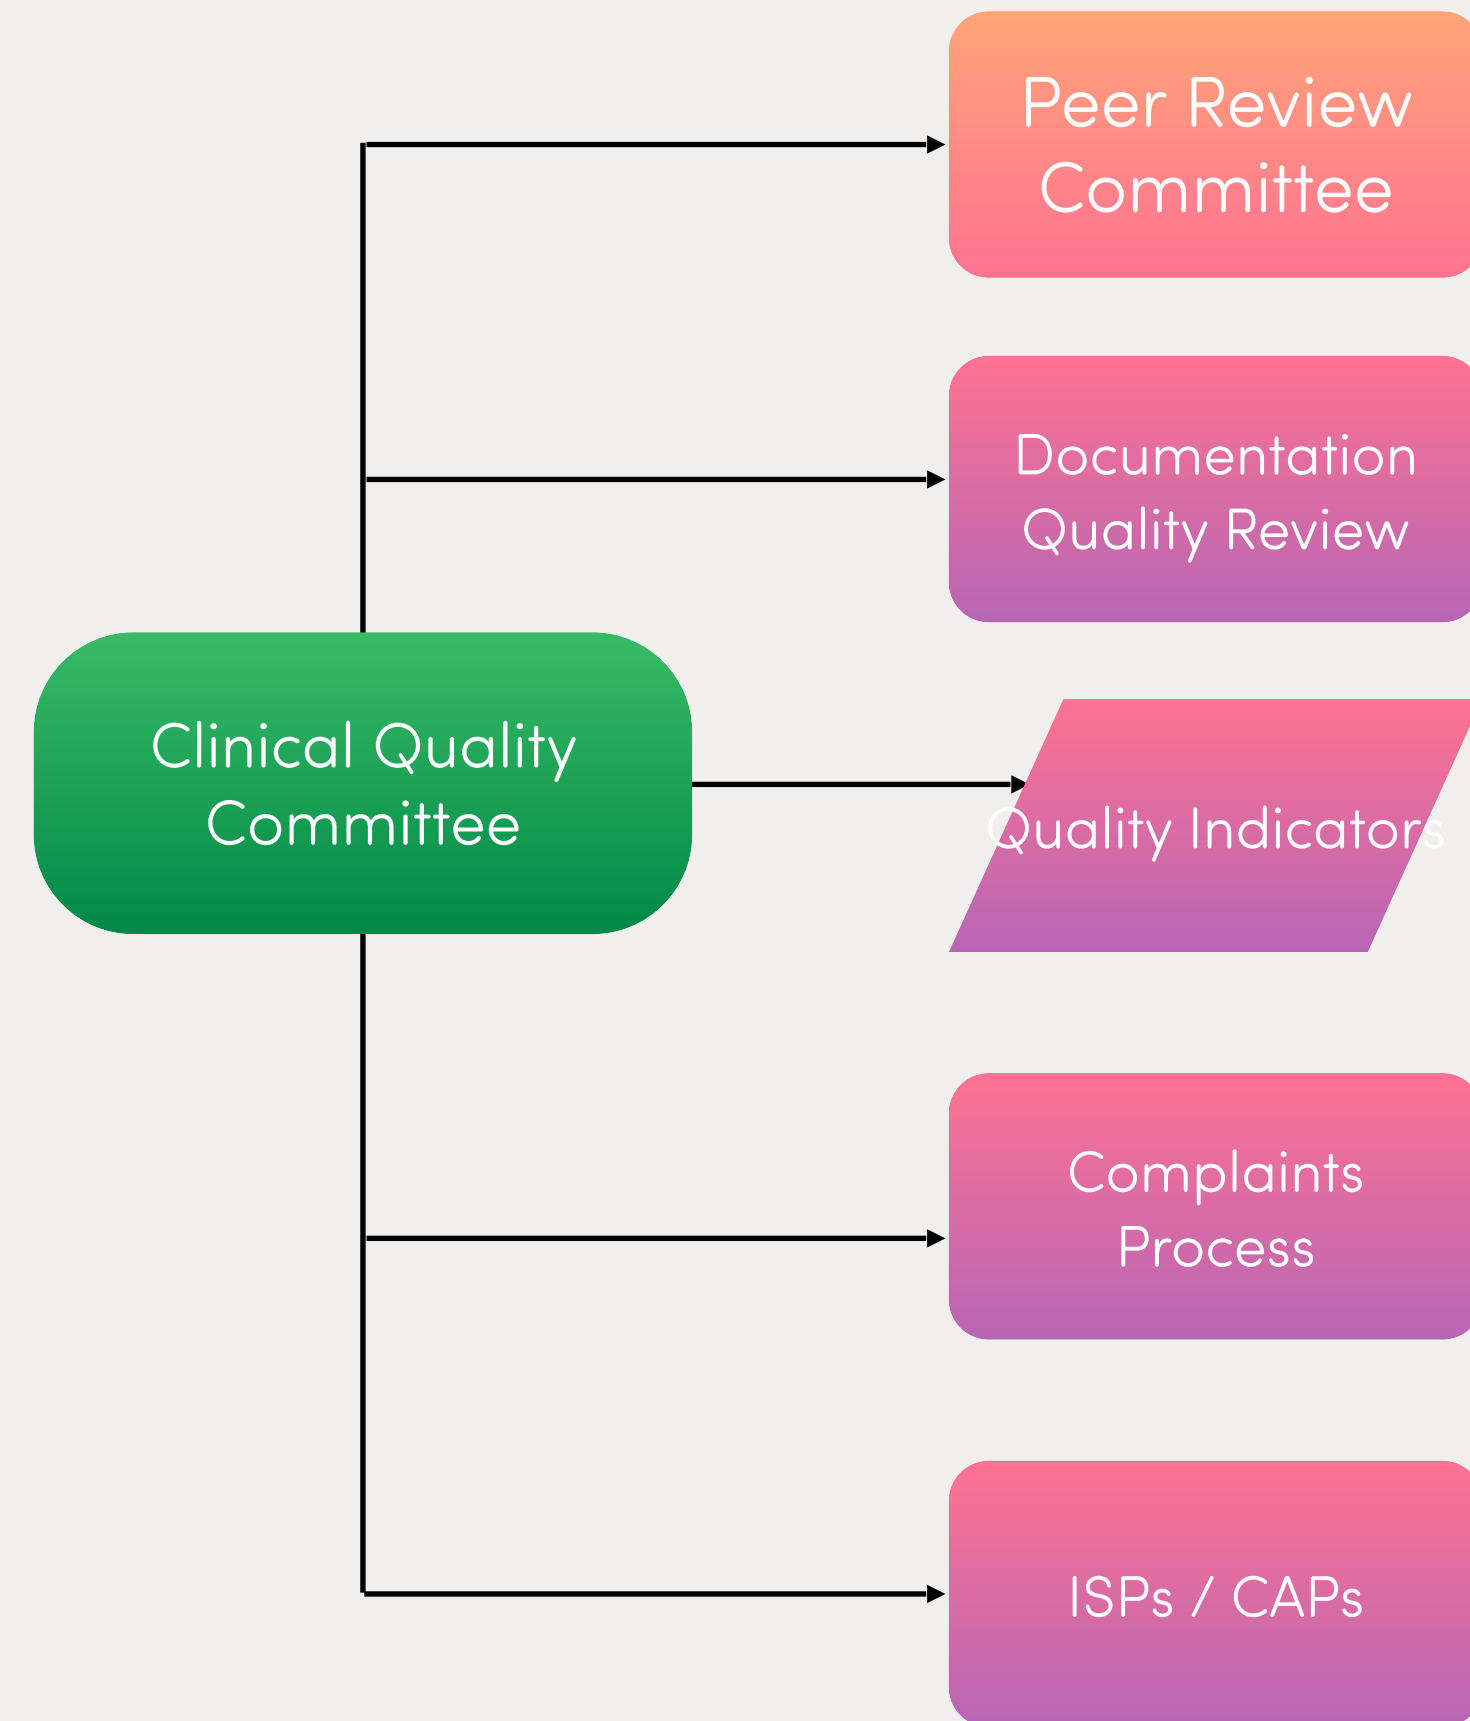 Peer Review
Committee
Documentation
Quality Review
Clinical Quality
Committee
Quality Indicators
Complaints
Process
ISPs / CAPs